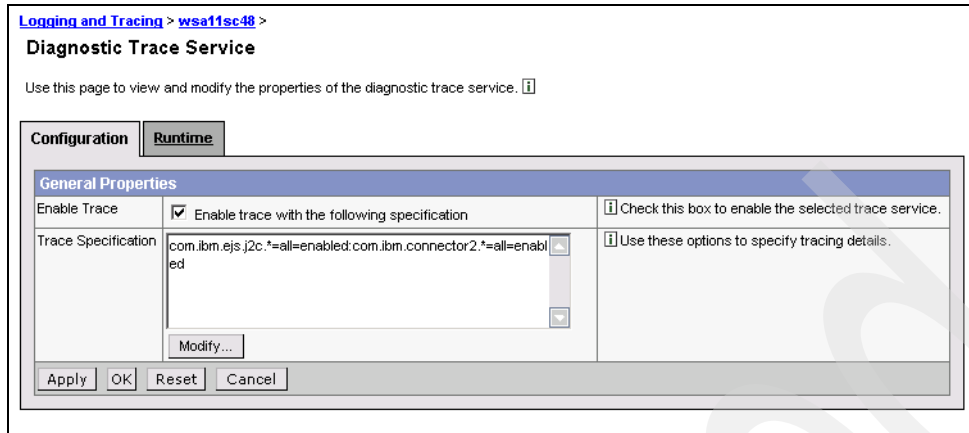 Logging and Tracing > wsa11sc48 >
Diagnostic Trace Service
Use this page to view and modify the properties of the diagnostic trace service. i
Configuration Runtime
General Properties
Enable Trace Enable trace with the following specification i Check this box to enable the selected trace service.
Trace Specification com.ibm.ejs.j2c.*=all=enabled:com.ibm.connector2.*=all=enabl i Use these options to specify tracing details.
ed
Modify...
Apply OK Reset Cancel